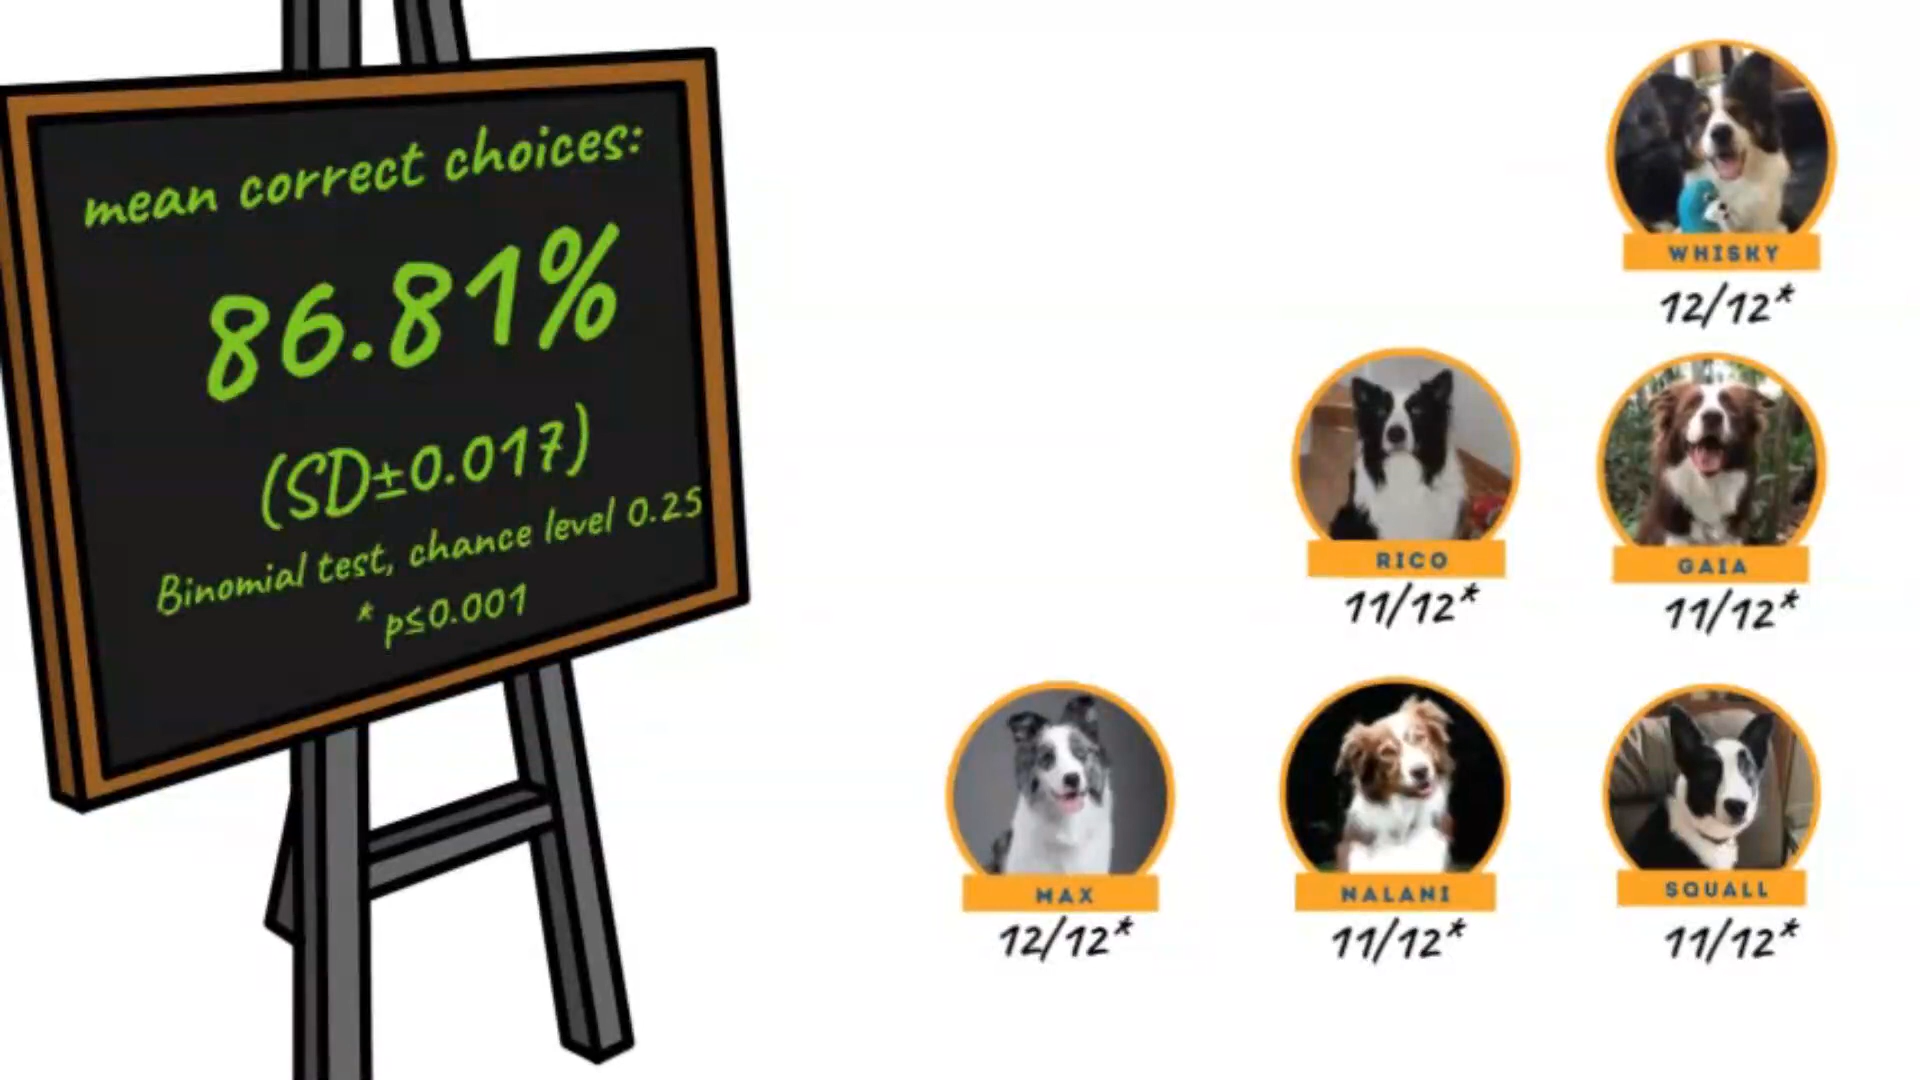 mean correct choices:
86.81%
(SD±0.017)
Binomial test, chance level 0.25
* p≤0.001
WHISKY
12/12*
RICO
11/12*
GAIA
11/12*
MAX
12/12*
NALANI
11/12*
SQUALL
11/12*